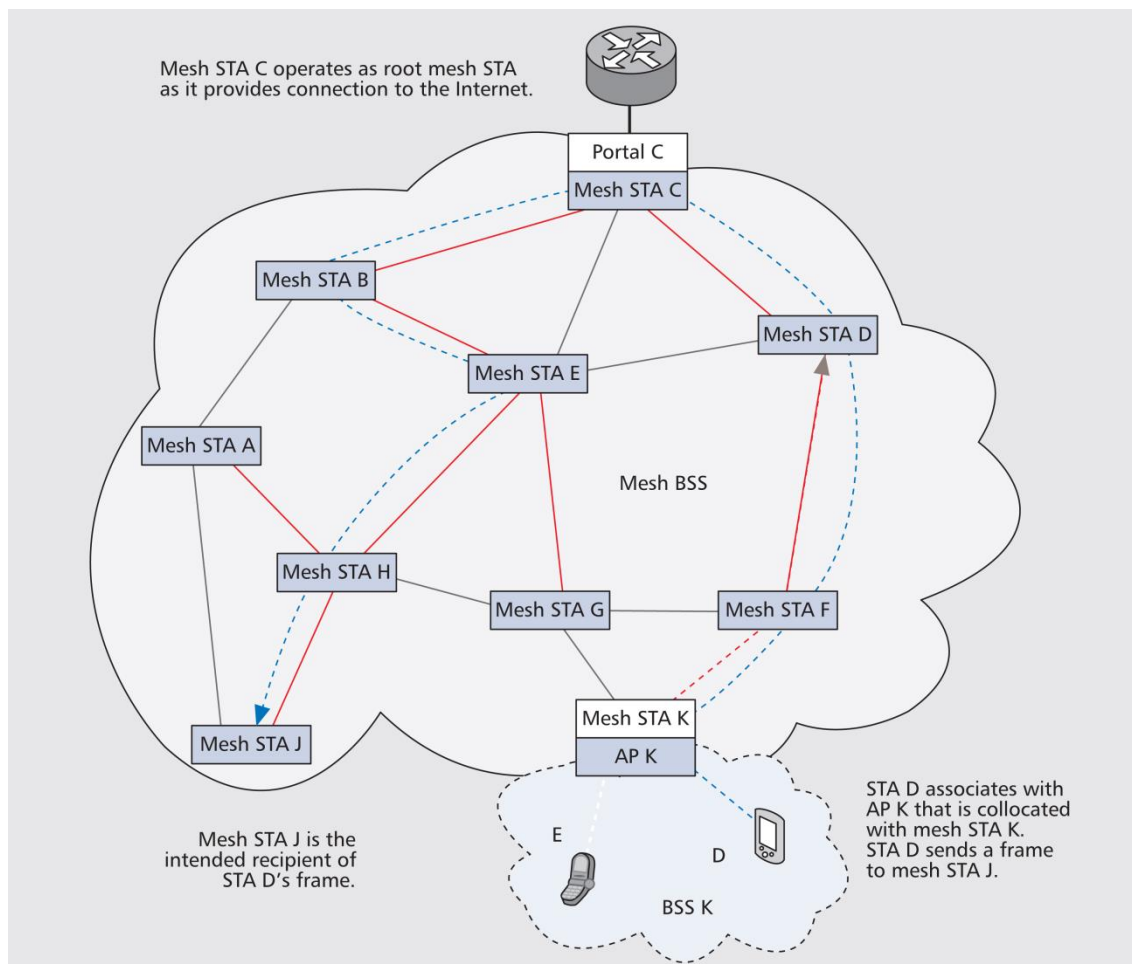 Mesh STA C operates as root mesh STA
as it provides connection to the Internet.
Portal C
Mesh STA C
Mesh STA B
Mesh STA D
Mesh STA E
Mesh STA A
Mesh BSS
Mesh STA H
Mesh STA G
Mesh STA F
Mesh STA K
Mesh STA J
AP K
STA D associates with
AP K that is collocated
with mesh STA K.
STA D sends a frame
to mesh STA J.
Mesh STA J is the
intended recipient of
STA D's frame.
E
D
BSS K